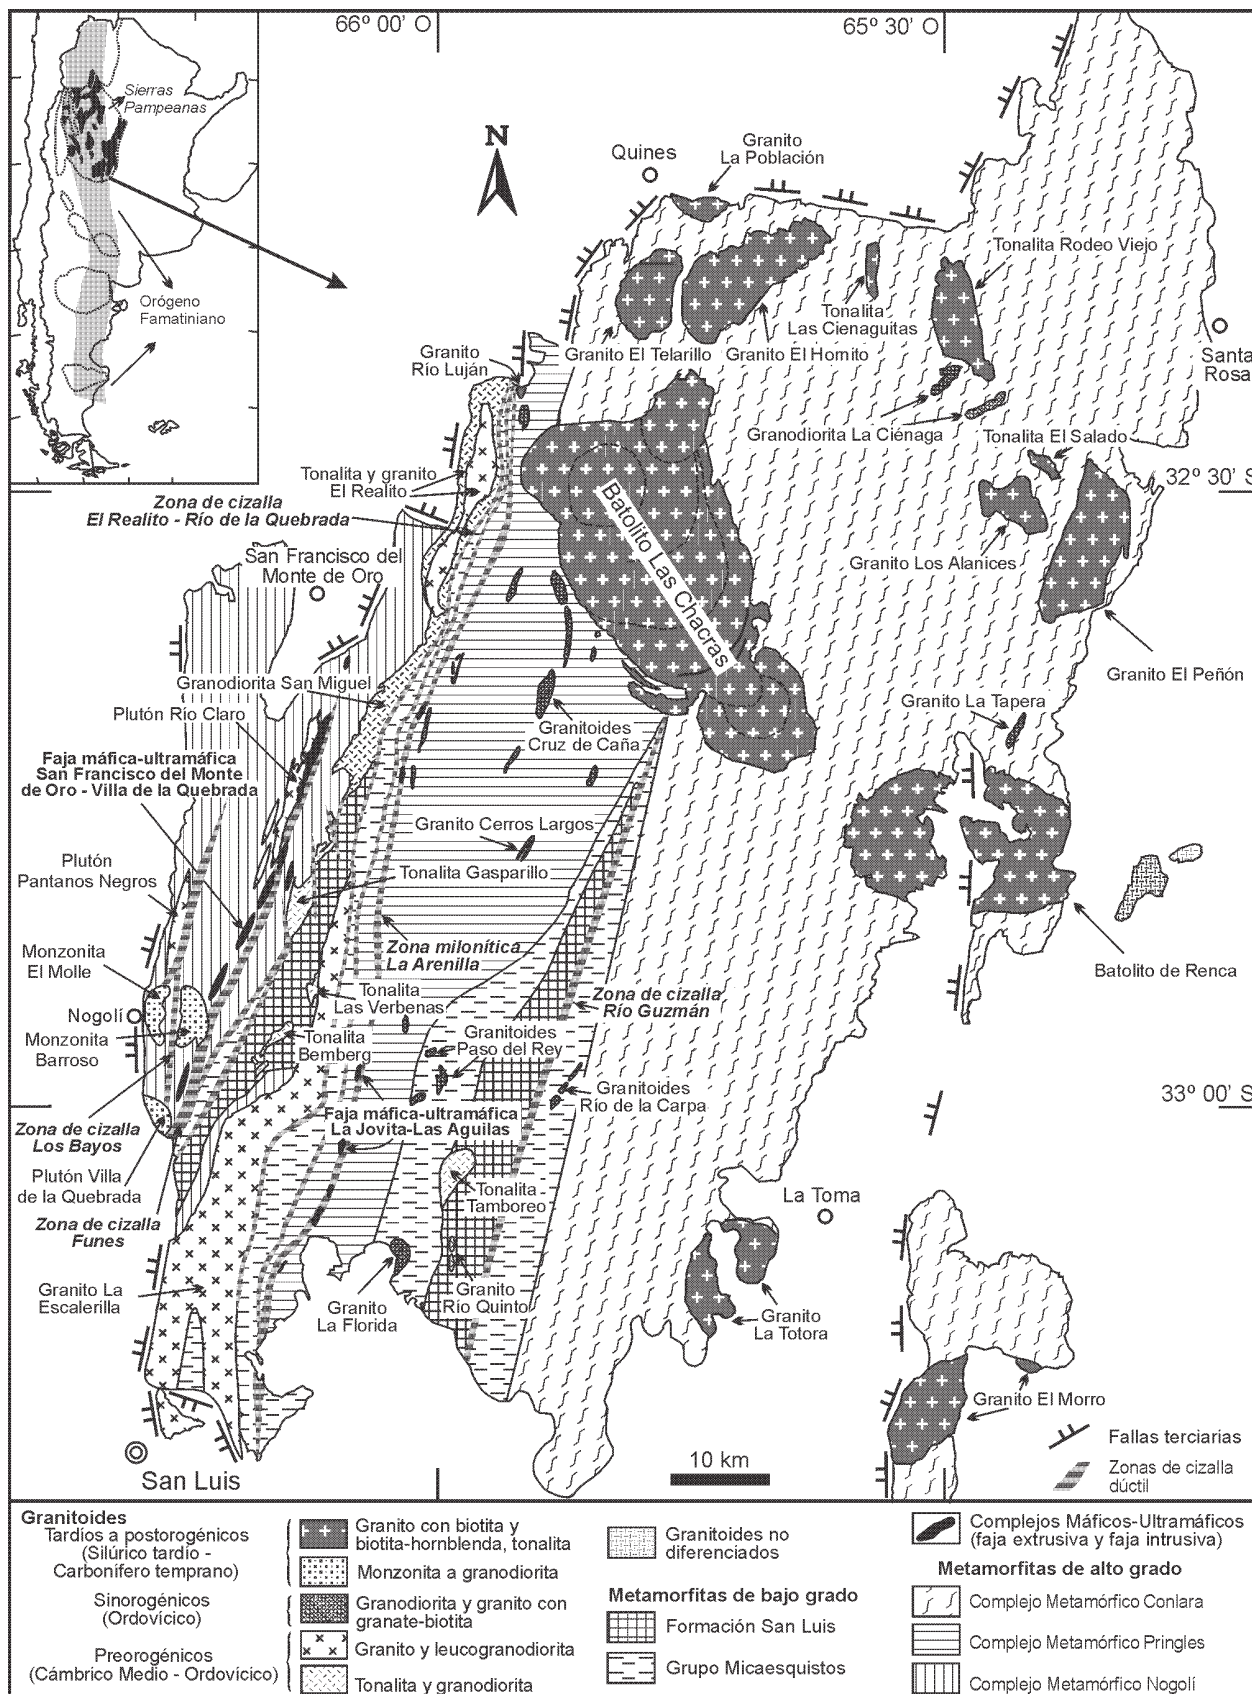 66º 00’ O
65º 30’ O
Sierras
Pampeanas
Orógeno
Famatiniano
N
Quines
Granito
La Población
Tonalita Rodeo Viejo
Tonalita
Las Cienaguitas
Santa
Rosa
Granito El Telarillo
Granito El Hornito
Granito
Río Luján
Granodiorita La Ciénaga
Tonalita El Salado
32º 30’ S
Tonalita y granito
El Realito
Zona de cizalla
El Realito - Río de la Quebrada
Batolito Las Chacras
San Francisco del
Monte de Oro
Granito Los Alanices
Granito El Peñón
Granodiorita San Miguel
Plutón Río Claro
Granito La Tapera
Granitoides
Cruz de Caña
Faja máfica-ultramáfica
San Francisco del Monte
de Oro - Villa de la Quebrada
Granito Cerros Largos
Plutón
Pantanos Negros
Tonalita Gasparillo
Zona milonítica
La Arenilla
Monzonita
El Molle
Batolito de Renca
Tonalita
Las Verbenas
Zona de cizalla
Río Guzmán
Nogolí
Monzonita
Barroso
Tonalita
Bemberg
Granitoides
Paso del Rey
Granitoides
Río de la Carpa
33º 00’ S
Faja máfica-ultramáfica
La Jovita-Las Aguilas
Zona de cizalla
Los Bayos
Plutón Villa
de la Quebrada
Tonalita
Tamboreo
La Toma
Zona de cizalla
Funes
Granito La
Escalerilla
Granito
La Florida
Granito
Río Quinto
Granito
La Totora
Granito El Morro
San Luis
10 km
Fallas terciarias
Zonas de cizalla
dúctil
Granitoides
Tardíos a postorogénicos
(Silúrico tardío -
Carbonífero temprano)
Sinorogénicos
(Ordovícico)
Preorogénicos
(Cámbrico Medio - Ordovícico)
Granito con biotita y
biotita-hornblenda, tonalita
Monzonita a granodiorita
Granodiorita y granito con
granate-biotita
Granito y leucogranodiorita
Tonalita y granodiorita
Granitoides no
diferenciados
Metamorfitas de bajo grado
Formación San Luis
Grupo Micaesquistos
Complejos Máficos-Ultramáficos
(faja extrusiva y faja intrusiva)
Metamorfitas de alto grado
Complejo Metamórfico Conlara
Complejo Metamórfico Pringles
Complejo Metamórfico Nogolí